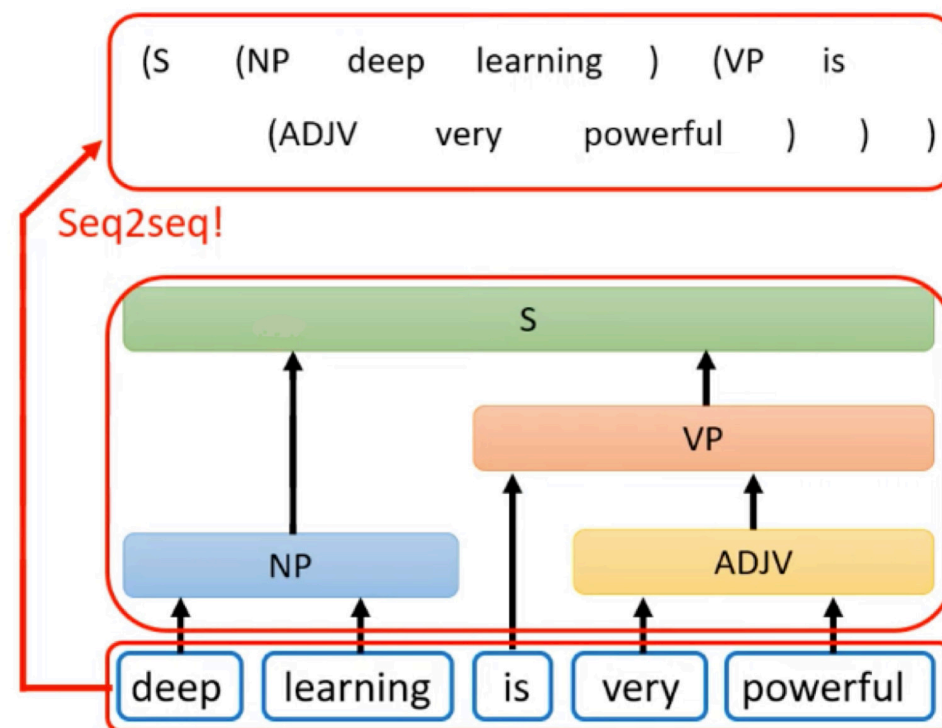 (S (NP deep learning ) (VP is
(ADJV very powerful ) ) )
Seq2seq!
S
VP
NP ADJV
deep learning is very powerful